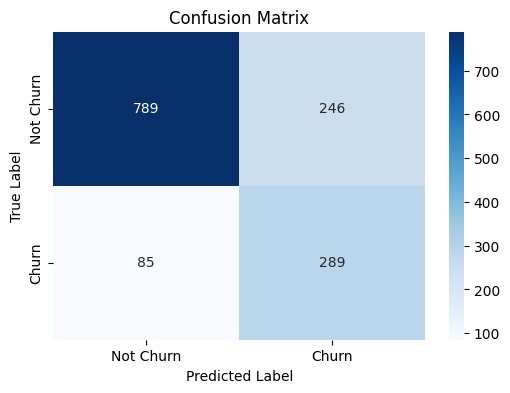 Confusion Matrix
True Label
Not Churn
789
246
Churn
85
289
Not Churn
Churn
Predicted Label
700
600
500
400
300
200
100